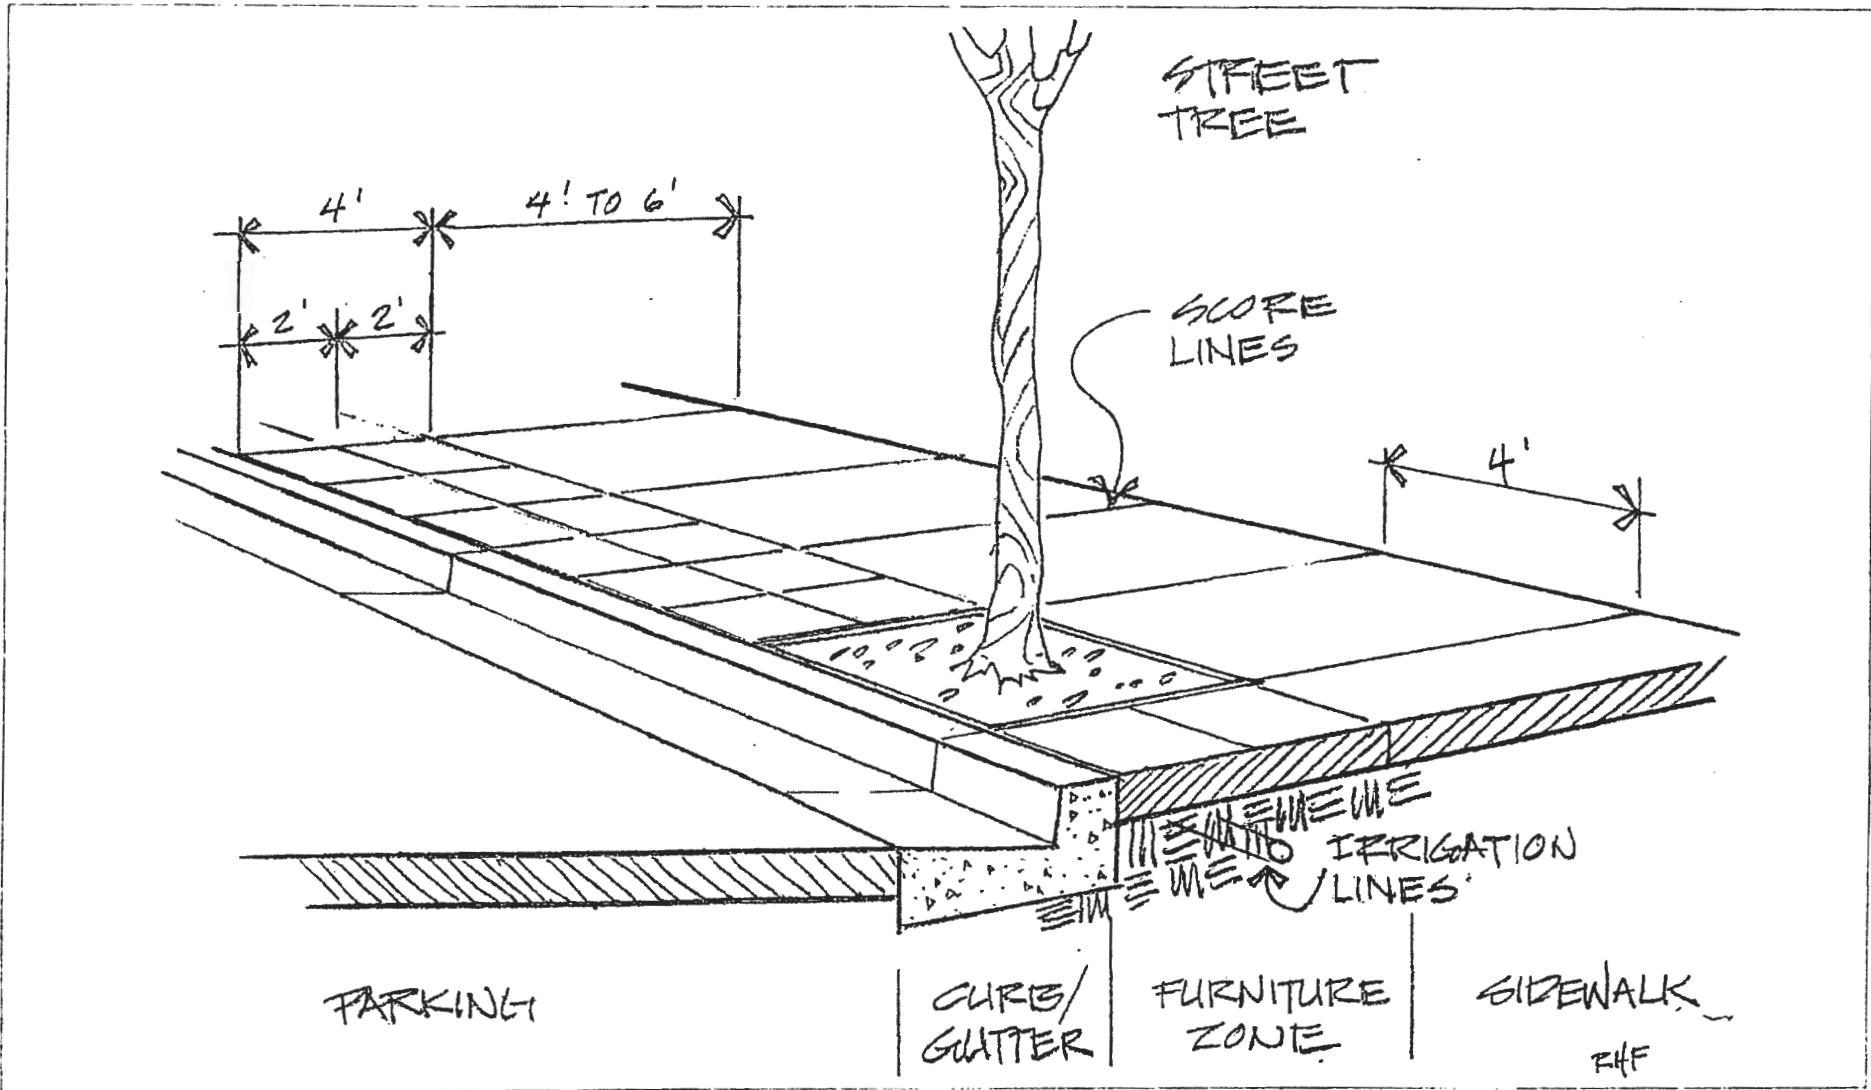 STREET
TREE
4'
4' TO 6'
2'
2'
SCORE
LINES
4'
IRRIGATION
LINES
PARKING
CURB/
GUTTER
FURNITURE
ZONE
SIDEWALK